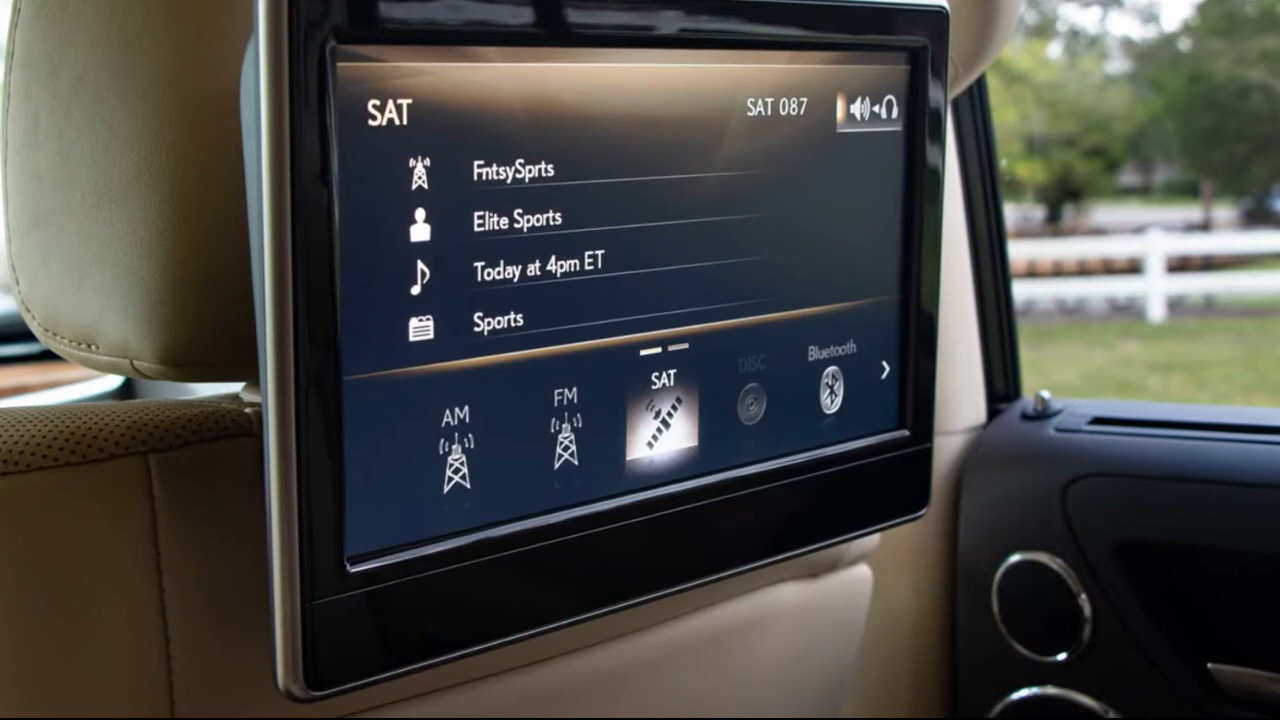 SAT
SAT 087
FntsySprts
Elite Sports
Today at 4pm ET
Sports
AM
FM
SAT
DISC
Bluetooth